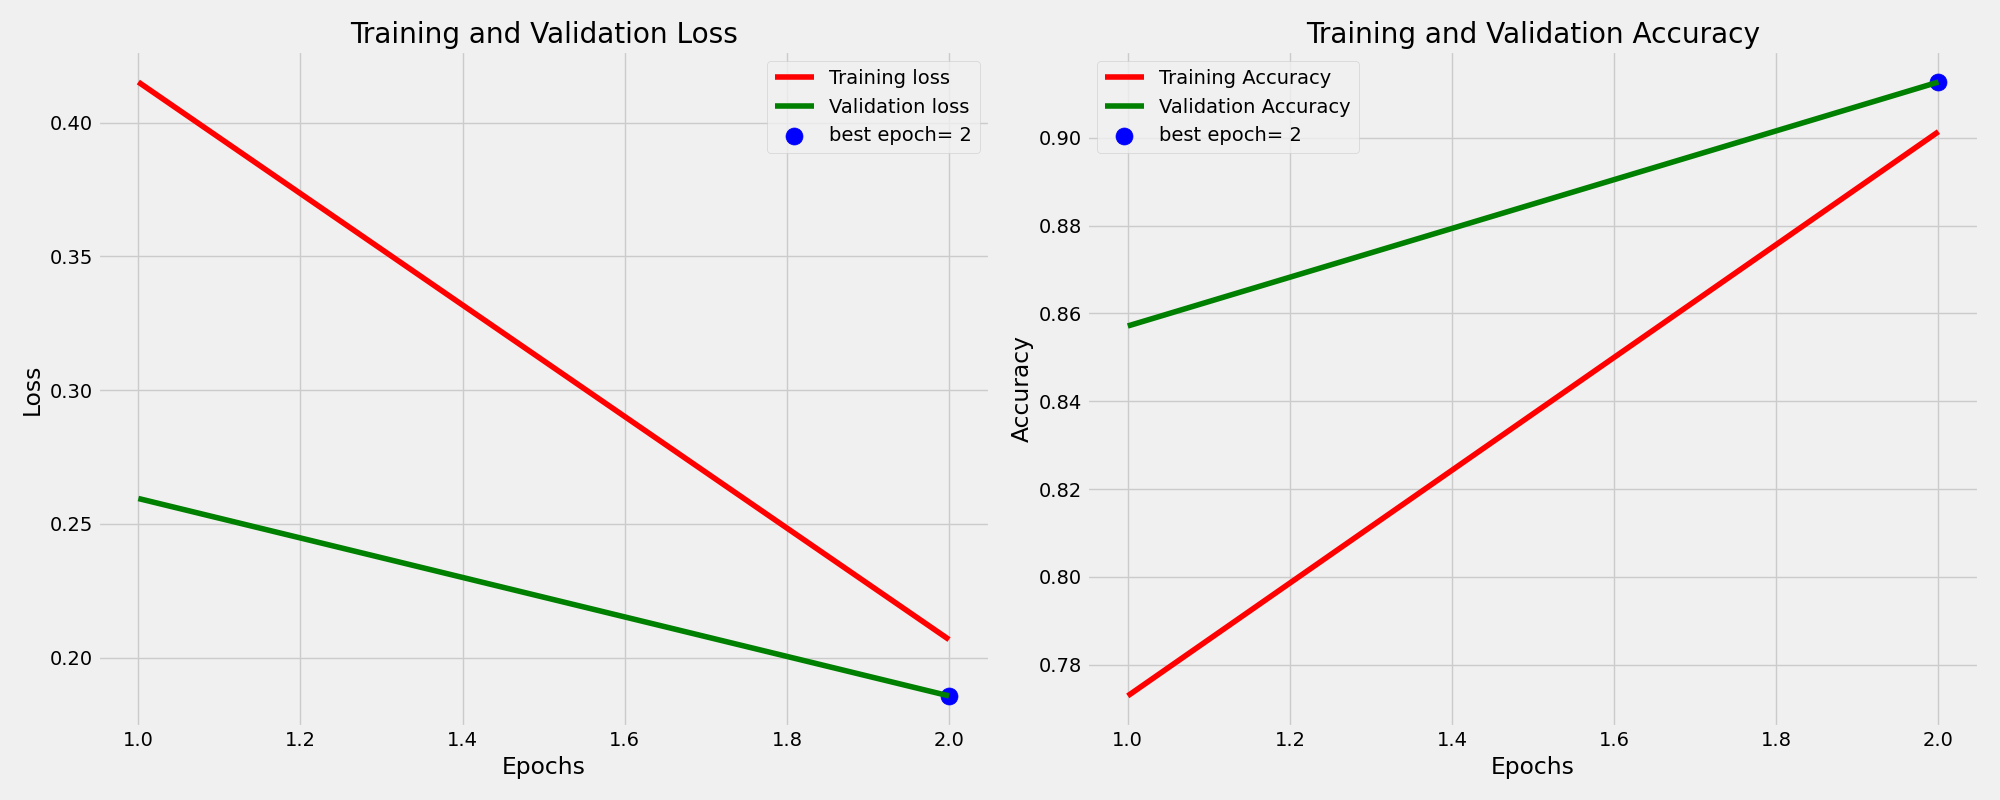 Training and Validation Loss
Training loss
Validation loss
best epoch= 2
Loss
0.40
0.35
0.30
0.25
0.20
1.0 1.2 1.4 1.6 1.8 2.0
Epochs
Training and Validation Accuracy
Training Accuracy
Validation Accuracy
best epoch= 2
Accuracy
0.90
0.88
0.86
0.84
0.82
0.80
0.78
1.0 1.2 1.4 1.6 1.8 2.0
Epochs